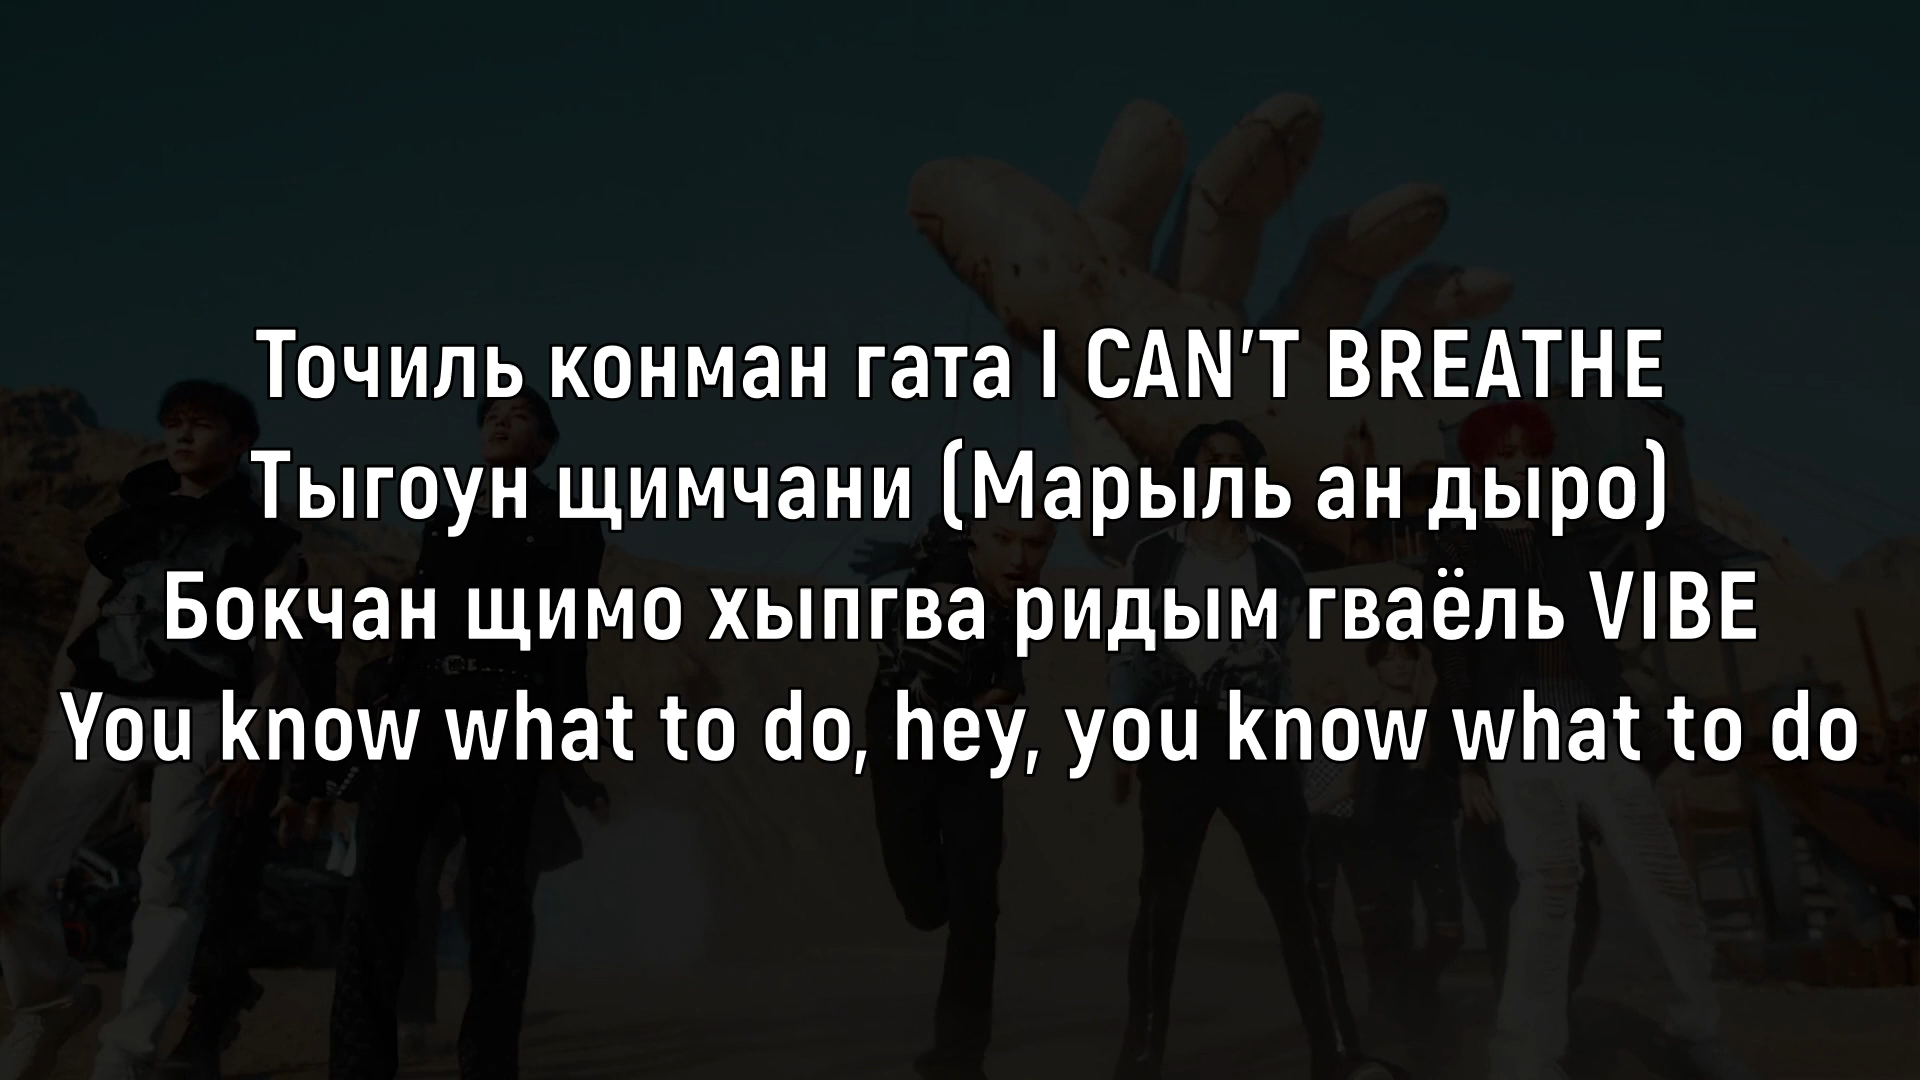 Точиль конман гата I CAN'T BREATHE
Тыгоун щимчани (Марыль ан дыро)
Бокчан щимо хыпгва ридым гваёль VIBE
You know what to do, hey, you know what to do